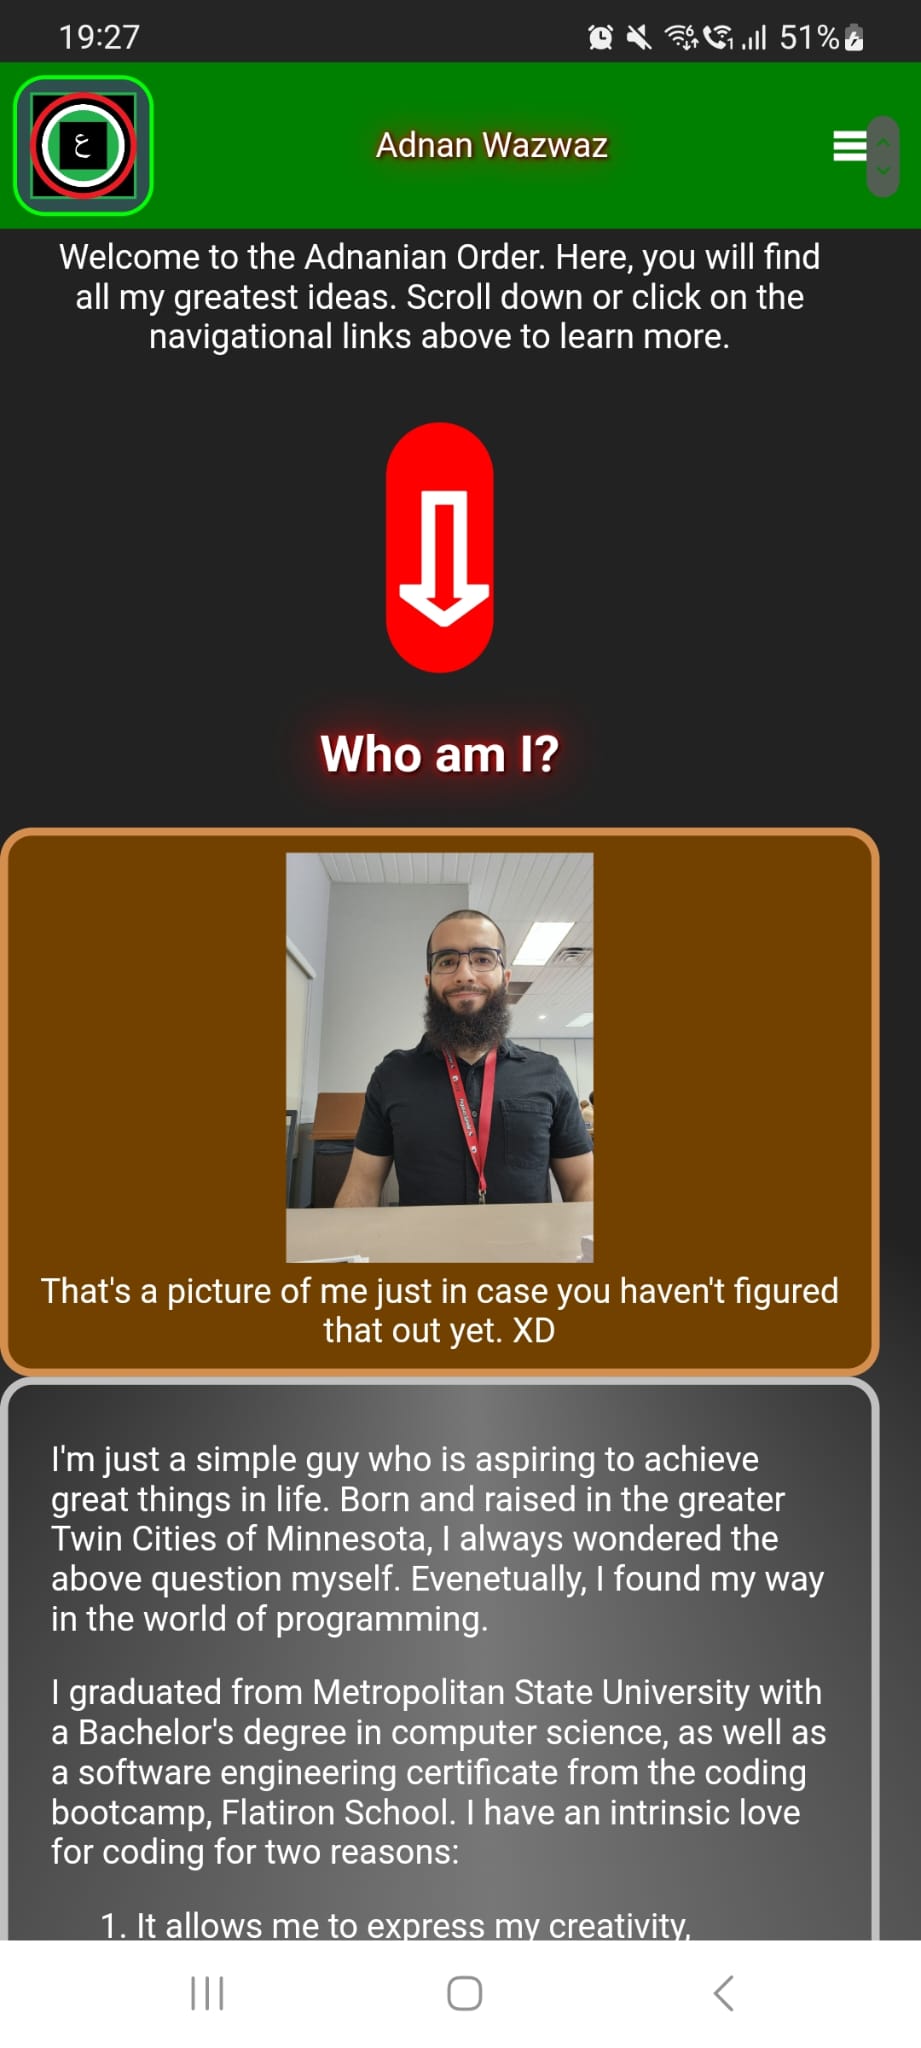 19:27
51%
ع
Adnan Wazwaz
Welcome to the Adnanian Order. Here, you will find
all my greatest ideas. Scroll down or click on the
navigational links above to learn more.
Who am I?
That's a picture of me just in case you haven't figured
that out yet. XD
I'm just a simple guy who is aspiring to achieve
great things in life. Born and raised in the greater
Twin Cities of Minnesota, I always wondered the
above question myself. Evenetually, I found my way
in the world of programming.
I graduated from Metropolitan State University with
a Bachelor's degree in computer science, as well as
a software engineering certificate from the coding
bootcamp, Flatiron School. I have an intrinsic love
for coding for two reasons:
1. It allows me to express my creativity,